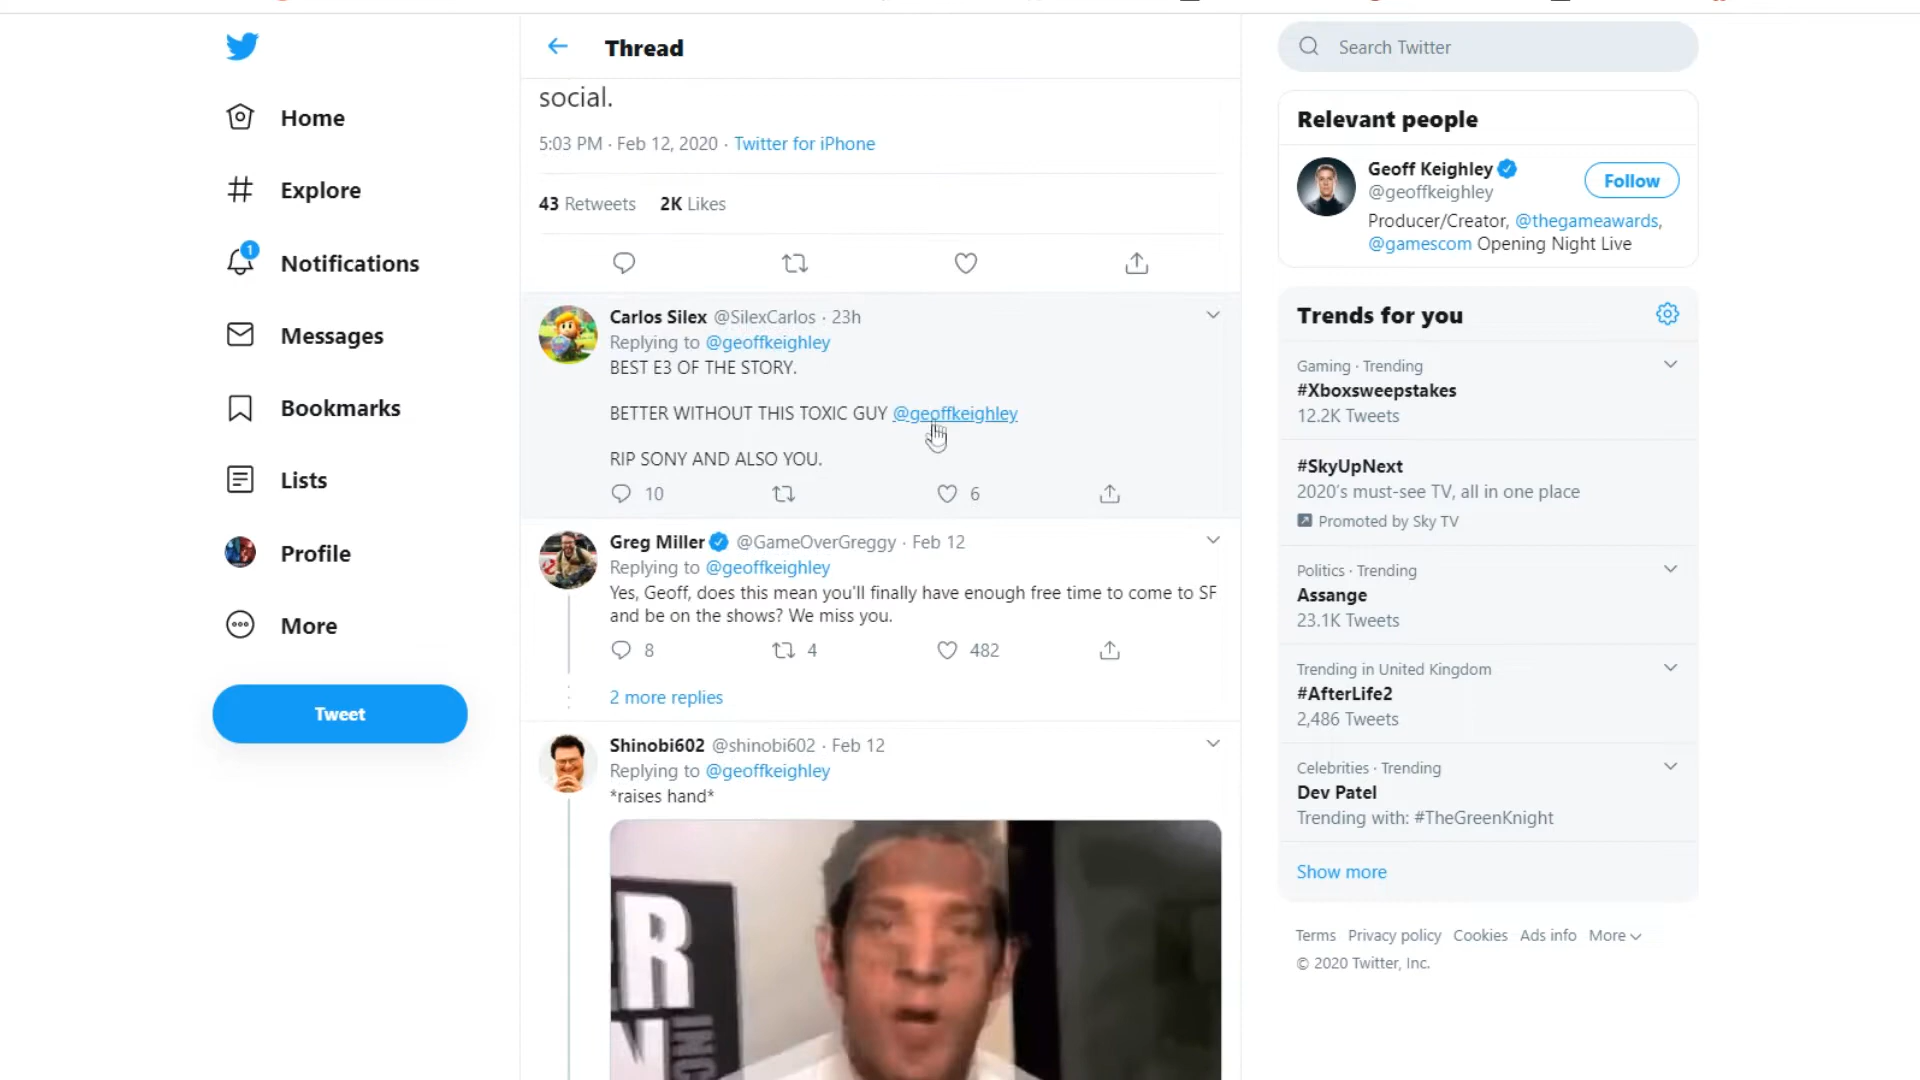 Home
Explore
1
Notifications
Messages
Bookmarks
Lists
Profile
More
Tweet
Thread
social.
5:03 PM · Feb 12, 2020 · Twitter for iPhone
43 Retweets 2K Likes
Carlos Silex @SilexCarlos · 23h
Replying to @geoffkeighley
BEST E3 OF THE STORY.
BETTER WITHOUT THIS TOXIC GUY @geoffkeighley
RIP SONY AND ALSO YOU.
10 6
Greg Miller @GameOverGreggy · Feb 12
Replying to @geoffkeighley
Yes, Geoff, does this mean you'll finally have enough free time to come to SF
and be on the shows? We miss you.
8 4 482
2 more replies
Shinobi602 @shinobi602 · Feb 12
Replying to @geoffkeighley
*raises hand*
ER
N INC
Search Twitter
Relevant people
Geoff Keighley
@geoffkeighley
Follow
Producer/Creator, @thegameawards,
@gamescom Opening Night Live
Trends for you
Gaming · Trending
#Xboxsweepstakes
12.2K Tweets
#SkyUpNext
2020's must-see TV, all in one place
Promoted by Sky TV
Politics · Trending
Assange
23.1K Tweets
Trending in United Kingdom
#AfterLife2
2,486 Tweets
Celebrities · Trending
Dev Patel
Trending with: #TheGreenKnight
Show more
Terms Privacy policy Cookies Ads info More
© 2020 Twitter, Inc.